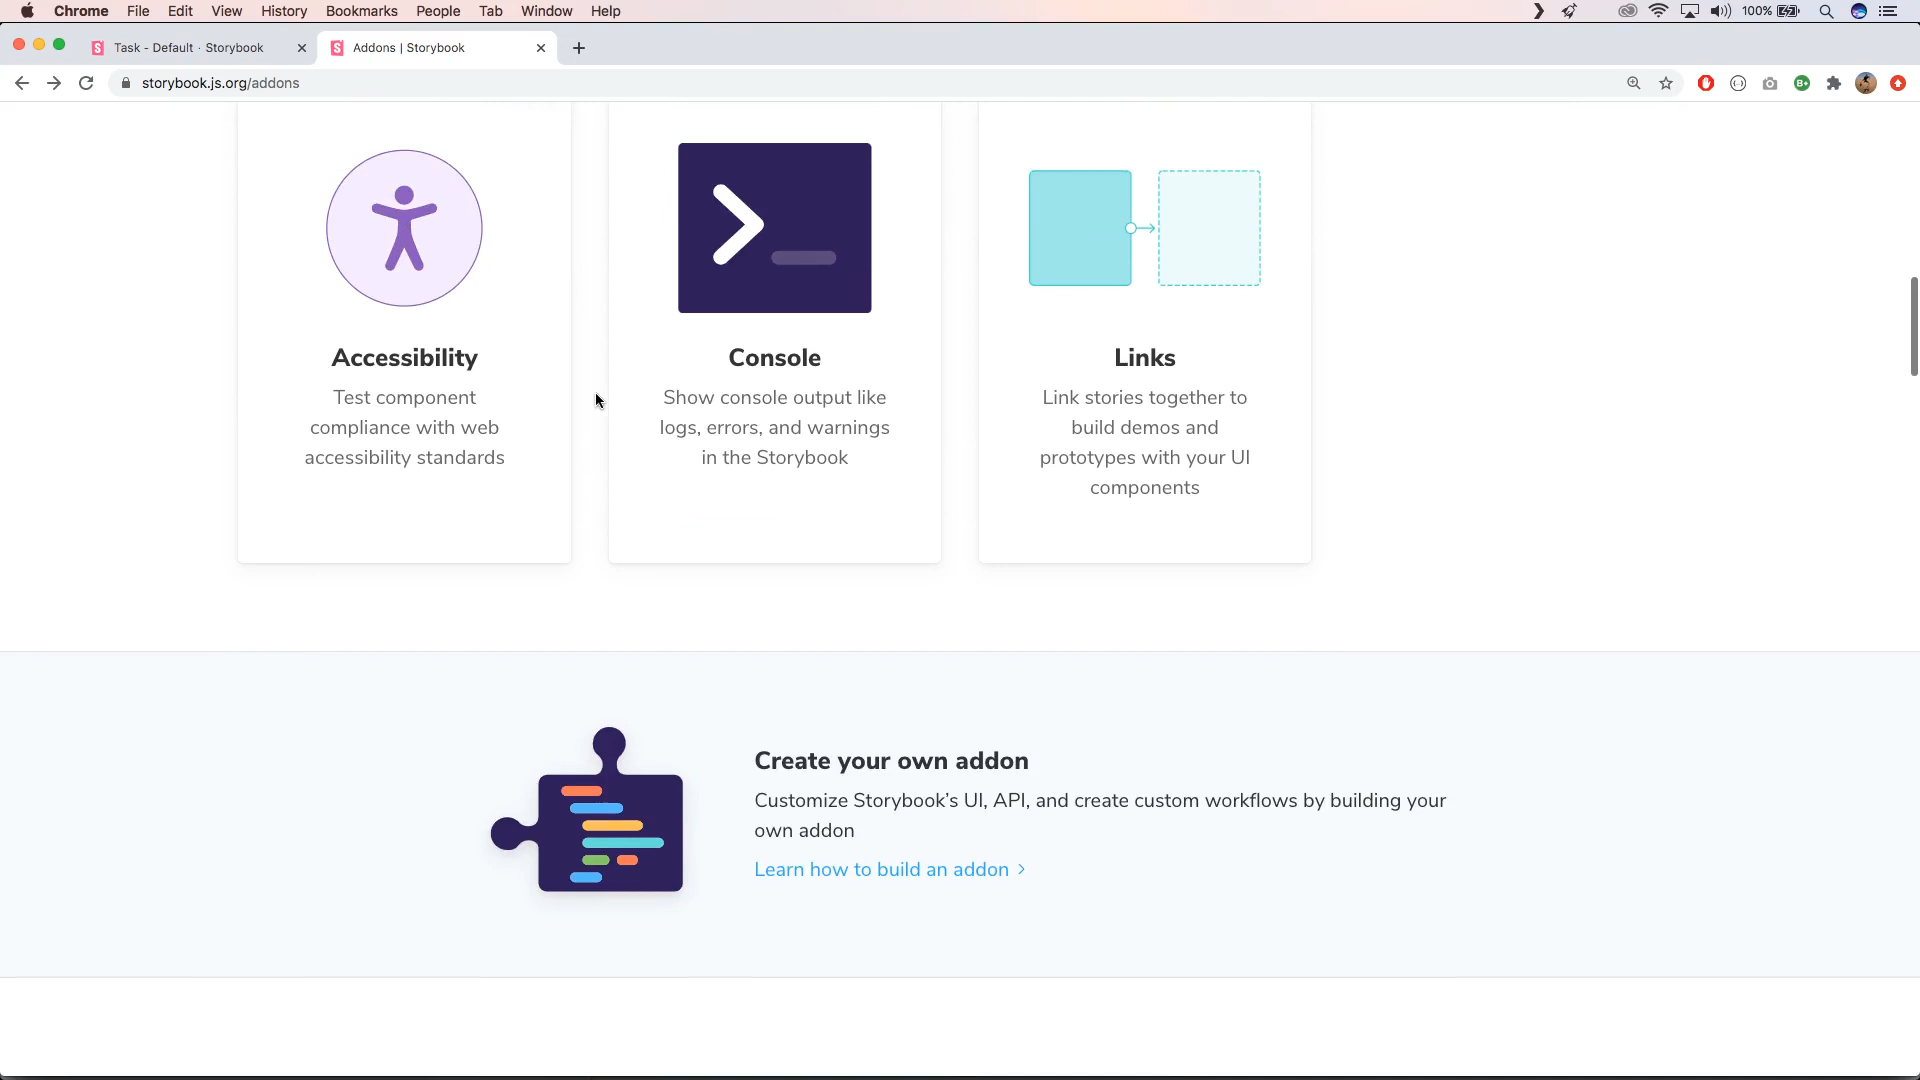 Chrome File Edit View History Bookmarks People Tab Window Help 100%
Task - Default · Storybook Addons | Storybook
storybook.js.org/addons
Accessibility
Test component
compliance with web
accessibility standards
Console
Show console output like
logs, errors, and warnings
in the Storybook
Links
Link stories together to
build demos and
prototypes with your UI
components
Create your own addon
Customize Storybook’s UI, API, and create custom workflows by building your
own addon
Learn how to build an addon